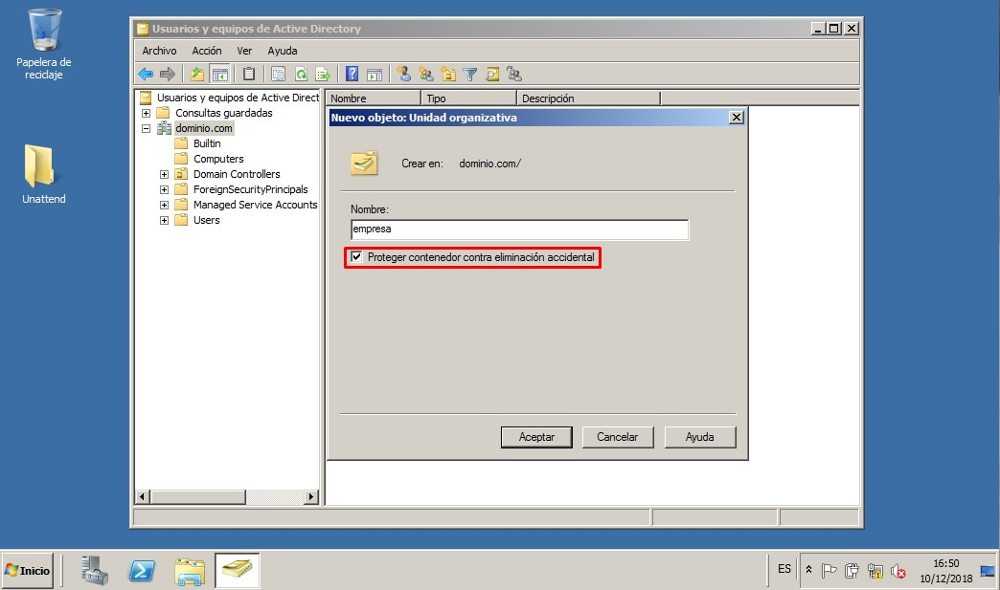 Papelera de
reciclaje
Unattend
Usuarios y equipos de Active Directory
Archivo Acción Ver Ayuda
Usuarios y equipos de Active Direct
Consultas guardadas
dominio.com
Builtin
Computers
Domain Controllers
ForeignSecurityPrincipals
Managed Service Accounts
Users
Nombre Tipo Descripción
Nuevo objeto: Unidad organizativa
Crear en: dominio.com/
Nombre:
empresa
Proteger contenedor contra eliminación accidental
Aceptar Cancelar Ayuda
Inicio
ES
16:50
10/12/2018